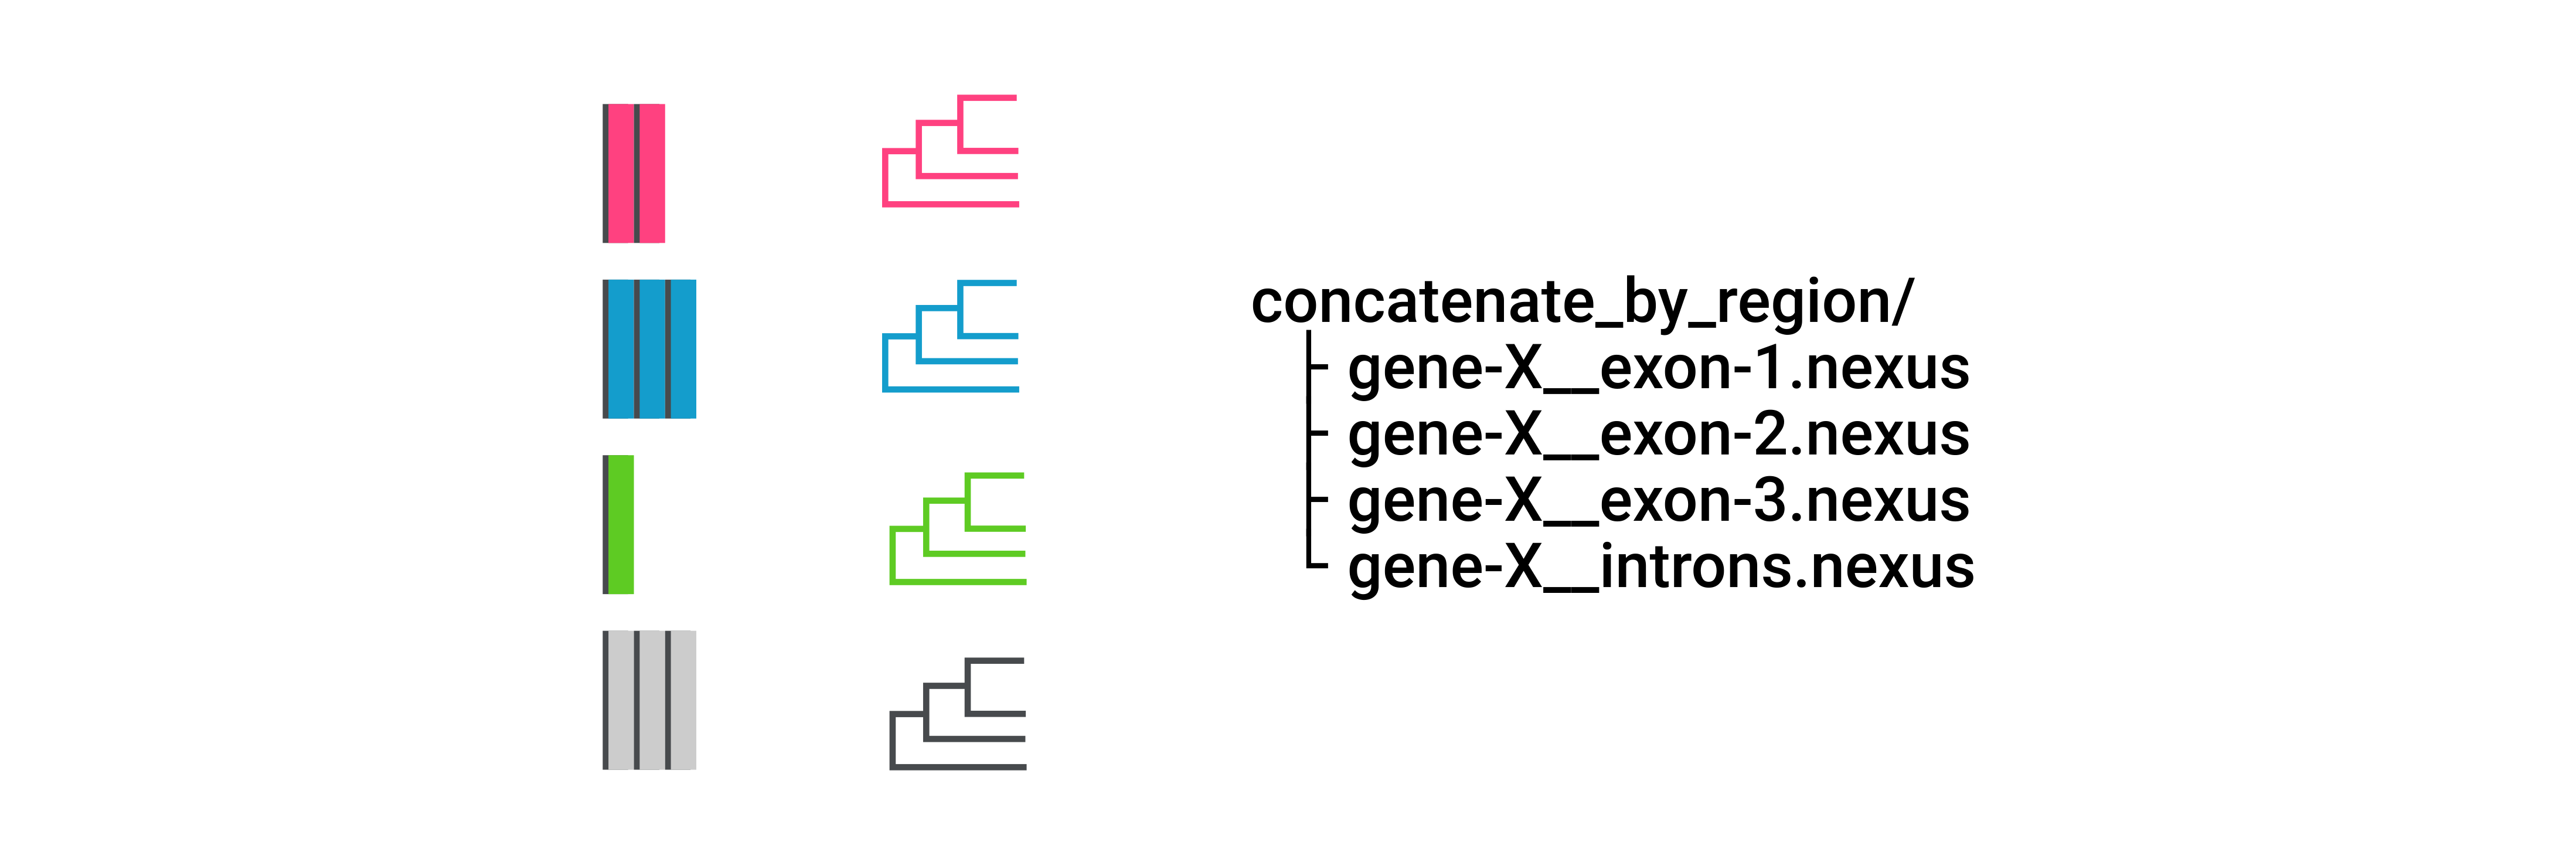 concatenate_by_region/
gene-X__exon-1.nexus
gene-X__exon-2.nexus
gene-X__exon-3.nexus
gene-X__introns.nexus